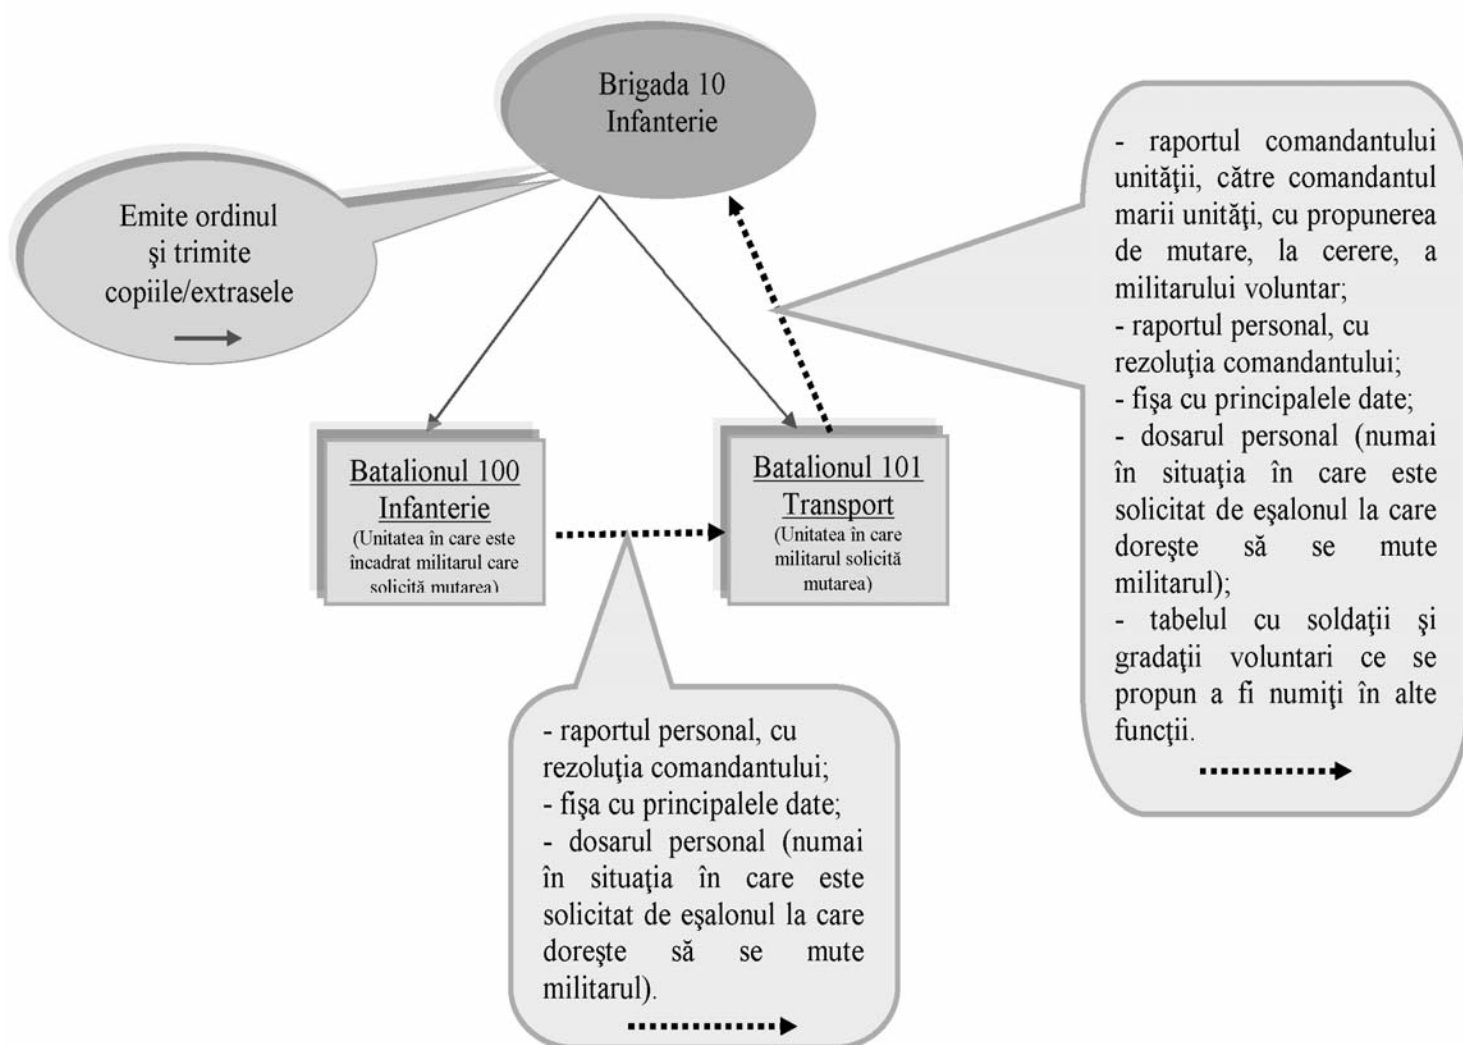 Brigada 10
Infanterie
Emite ordinul
şi trimite
copiile/extrasele
- raportul comandantului
unităţii, către comandantul
marii unităţi, cu propunerea
de mutare, la cerere, a
militarului voluntar;
- raportul personal, cu
rezoluţia comandantului;
- fişa cu principalele date;
- dosarul personal (numai
în situaţia în care este
solicitat de eşalonul la care
doreşte să se mute
militarul);
- tabelul cu soldaţii şi
gradaţii voluntari ce se
propun a fi numiţi în alte
funcţii.
Batalionul 100
Infanterie
(Unitatea în care este
încadrat militarul care
solicită mutarea)
Batalionul 101
Transport
(Unitatea în care
militarul solicită
mutarea)
- raportul personal, cu
rezoluţia comandantului;
- fişa cu principalele date;
- dosarul personal (numai
în situaţia în care este
solicitat de eşalonul la care
doreşte să se mute
militarul).